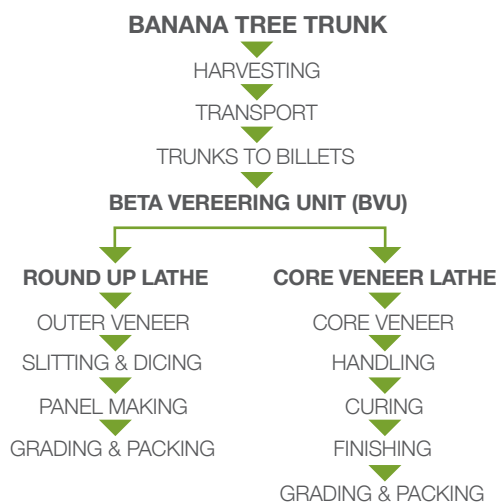 BANANA TREE TRUNK
HARVESTING
TRANSPORT
TRUNKS TO BILLETS
BETA VEREERING UNIT (BVU)
ROUND UP LATHE
OUTER VENEER
SLITTING & DICING
PANEL MAKING
GRADING & PACKING
CORE VENEER LATHE
CORE VENEER
HANDLING
CURING
FINISHING
GRADING & PACKING